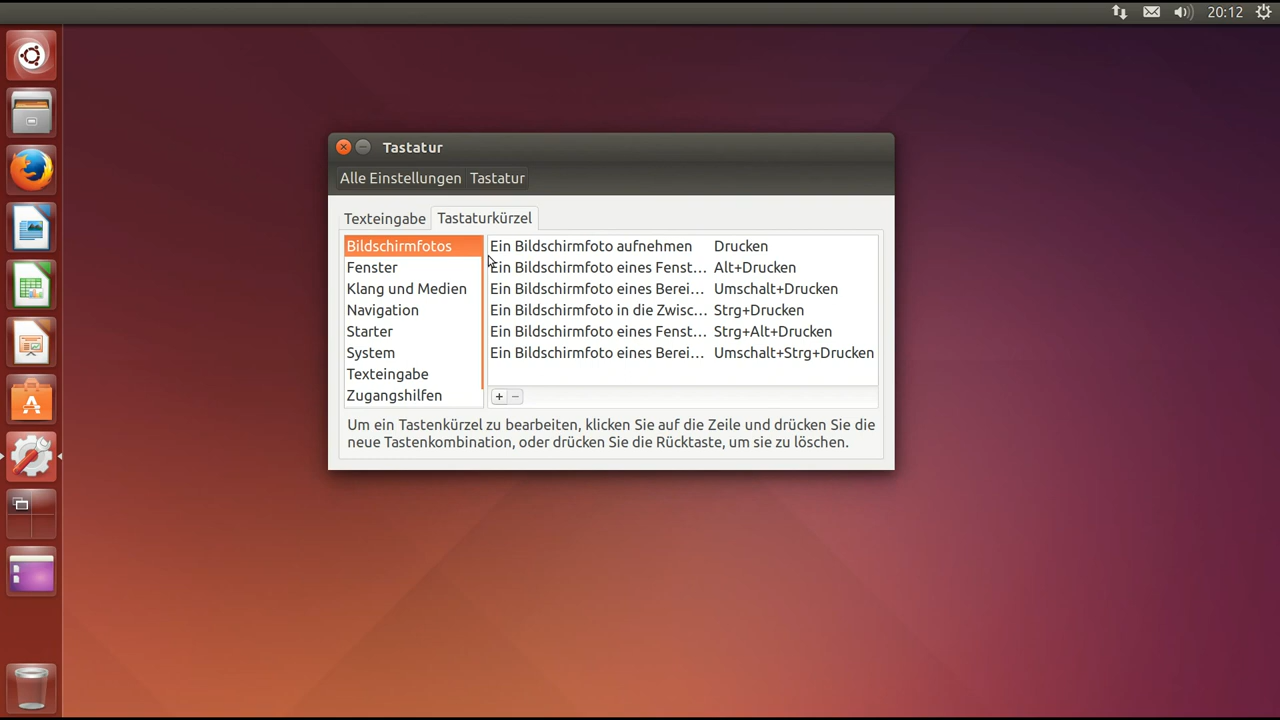 20:12
Tastatur
Alle Einstellungen Tastatur
Texteingabe Tastaturkürzel
Bildschirmfotos Ein Bildschirmfoto aufnehmen Drucken
Fenster Ein Bildschirmfoto eines Fenst... Alt+Drucken
Klang und Medien Ein Bildschirmfoto eines Berei... Umschalt+Drucken
Navigation Ein Bildschirmfoto in die Zwisc... Strg+Drucken
Starter Ein Bildschirmfoto eines Fenst... Strg+Alt+Drucken
System Ein Bildschirmfoto eines Berei... Umschalt+Strg+Drucken
Texteingabe
Zugangshilfen + −
Um ein Tastenkürzel zu bearbeiten, klicken Sie auf die Zeile und drücken Sie die
neue Tastenkombination, oder drücken Sie die Rücktaste, um sie zu löschen.